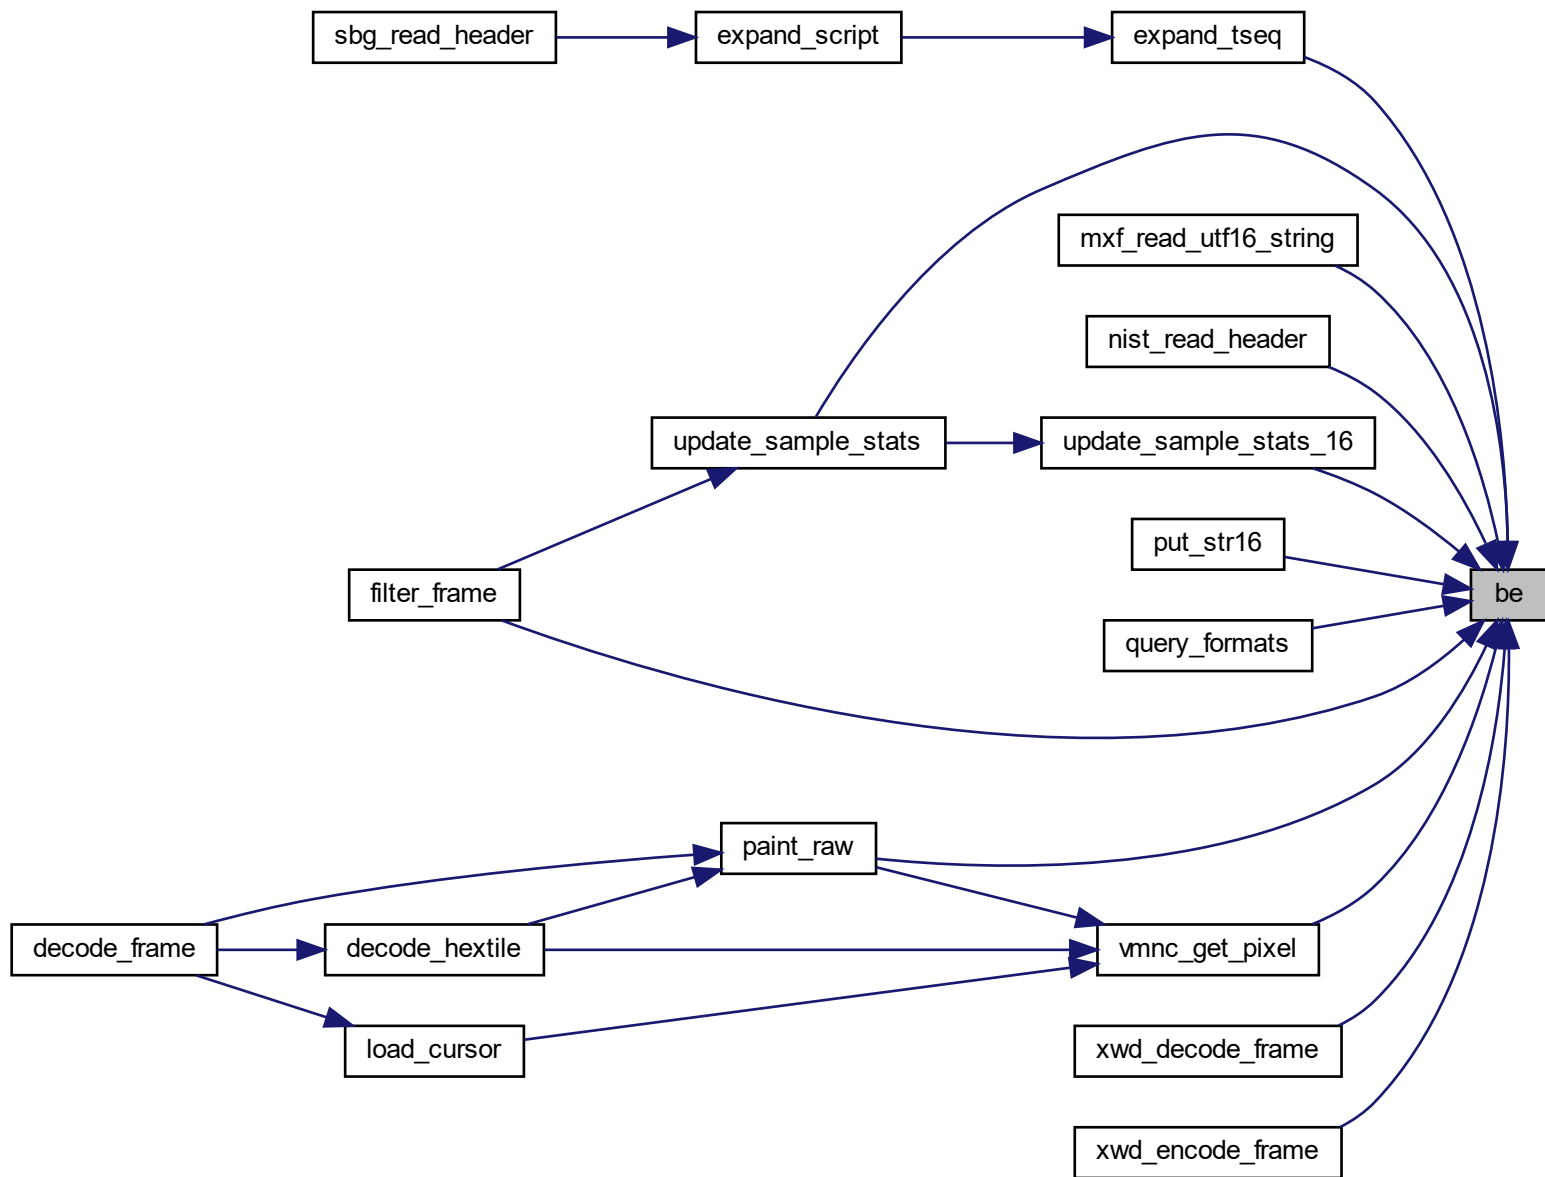 sbg_read_header
expand_script
expand_tseq
mxf_read_utf16_string
nist_read_header
update_sample_stats
update_sample_stats_16
put_str16
filter_frame
be
query_formats
paint_raw
decode_frame
decode_hextile
vmnc_get_pixel
load_cursor
xwd_decode_frame
xwd_encode_frame